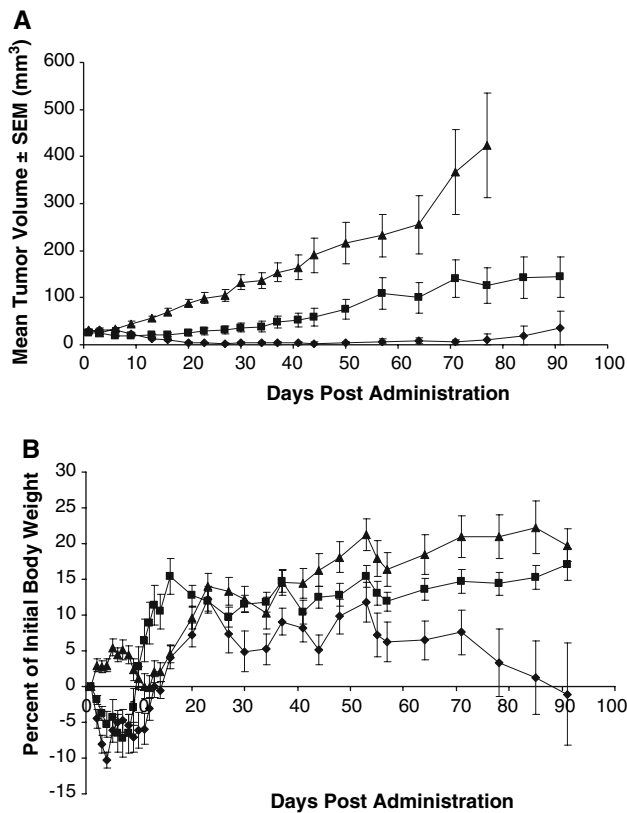 A
Mean Tumor Volume ± SEM (mm³)
600
500
400
300
200
100
0
0 10 20 30 40 50 60 70 80 90 100
Days Post Administration
B
Percent of Initial Body Weight
30
25
20
15
10
5
0
-5
-10
-15
0 10 20 30 40 50 60 70 80 90 100
Days Post Administration